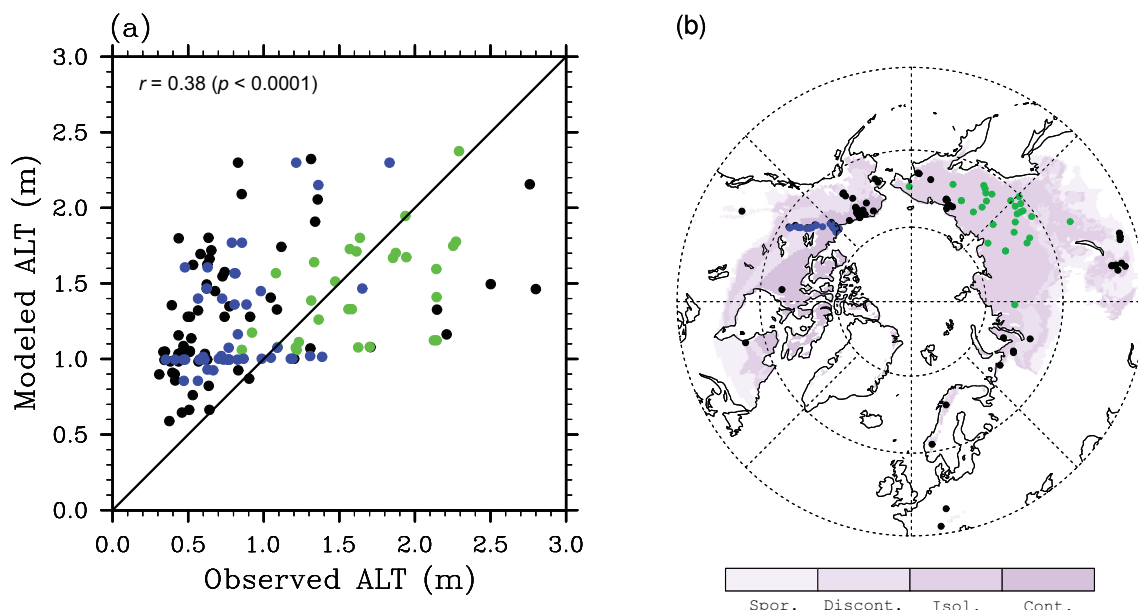 (a)
(b)
r = 0.38 (p < 0.0001)
3.0
2.5
2.0
1.5
1.0
0.5
0.0
Modeled ALT (m)
0.0 0.5 1.0 1.5 2.0 2.5 3.0
Observed ALT (m)
Spor. Discont. Isol. Cont.